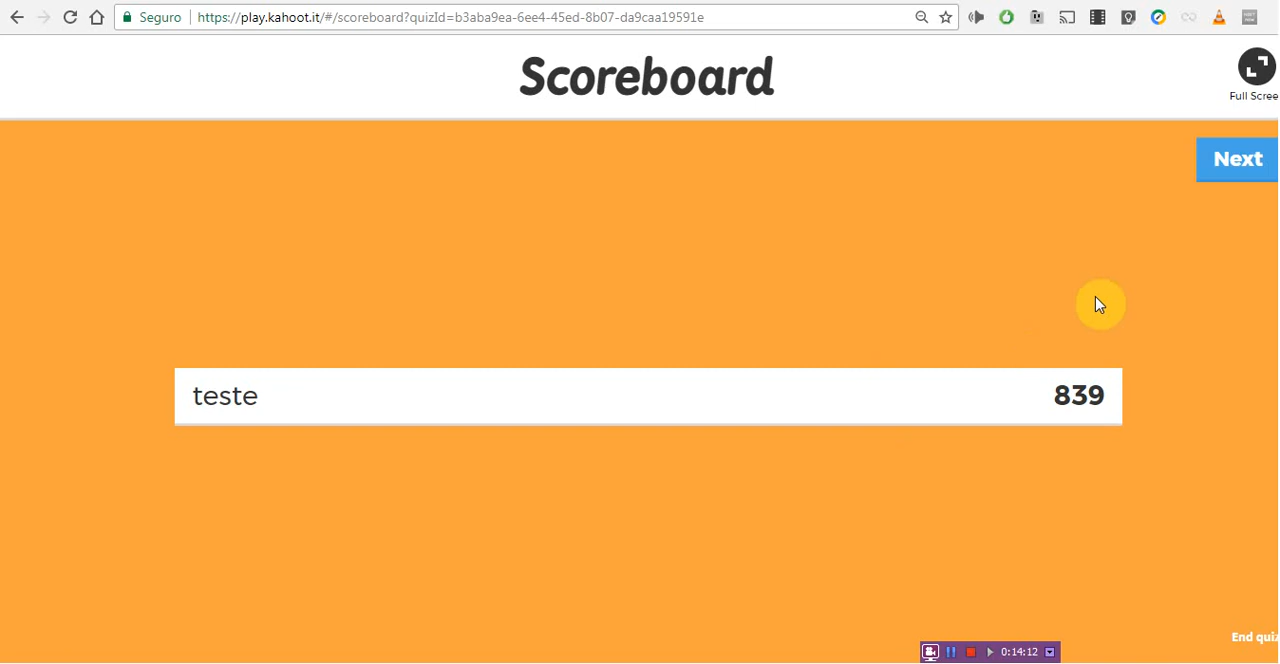 Seguro https://play.kahoot.it/#/scoreboard?quizId=b3aba9ea-6ee4-45ed-8b07-da9caa19591e
Scoreboard
Full Scree
Next
teste 839
End quiz
0:14:12